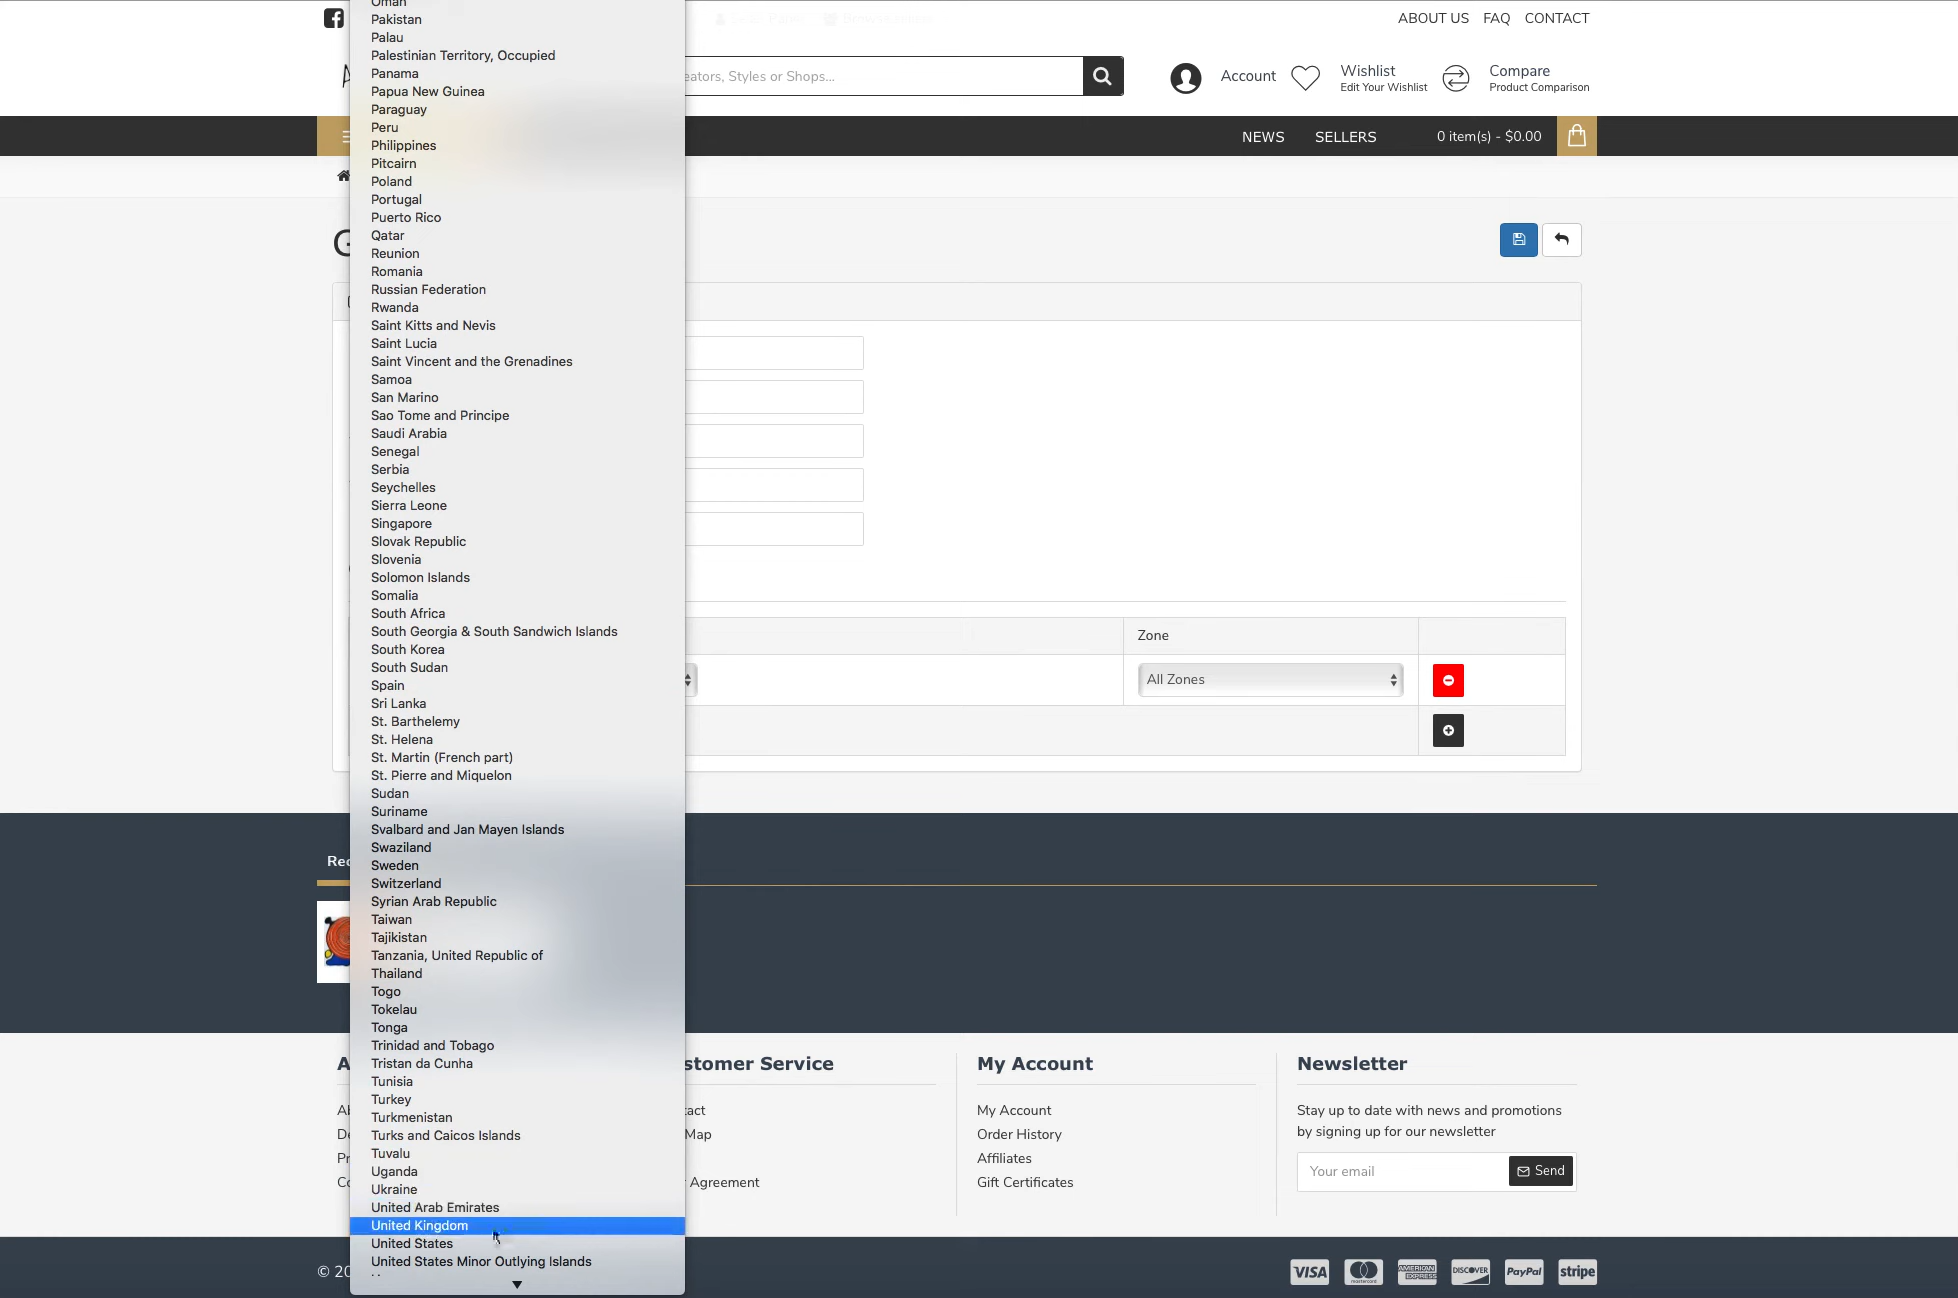 ABOUT US FAQ CONTACT
eators, Styles or Shops...
Account
Wishlist
Edit Your Wishlist
Compare
Product Comparison
NEWS SELLERS 0 item(s) - $0.00
Oman
Pakistan
Palau
Palestinian Territory, Occupied
Panama
Papua New Guinea
Paraguay
Peru
Philippines
Pitcairn
Poland
Portugal
Puerto Rico
Qatar
Reunion
Romania
Russian Federation
Rwanda
Saint Kitts and Nevis
Saint Lucia
Saint Vincent and the Grenadines
Samoa
San Marino
Sao Tome and Principe
Saudi Arabia
Senegal
Serbia
Seychelles
Sierra Leone
Singapore
Slovak Republic
Slovenia
Solomon Islands
Somalia
South Africa
South Georgia & South Sandwich Islands
South Korea
South Sudan
Spain
Sri Lanka
St. Barthelemy
St. Helena
St. Martin (French part)
St. Pierre and Miquelon
Sudan
Suriname
Svalbard and Jan Mayen Islands
Swaziland
Sweden
Switzerland
Syrian Arab Republic
Taiwan
Tajikistan
Tanzania, United Republic of
Thailand
Togo
Tokelau
Tonga
Trinidad and Tobago
Tristan da Cunha
Tunisia
Turkey
Turkmenistan
Turks and Caicos Islands
Tuvalu
Uganda
Ukraine
United Arab Emirates
United Kingdom
United States
United States Minor Outlying Islands
Zone
All Zones
Rec
A
Ab
De
Pr
Co
stomer Service
tact
Map
Agreement
My Account
My Account
Order History
Affiliates
Gift Certificates
Newsletter
Stay up to date with news and promotions
by signing up for our newsletter
Your email
Send
© 20
VISA mastercard AMERICAN EXPRESS DISCOVER PayPal stripe